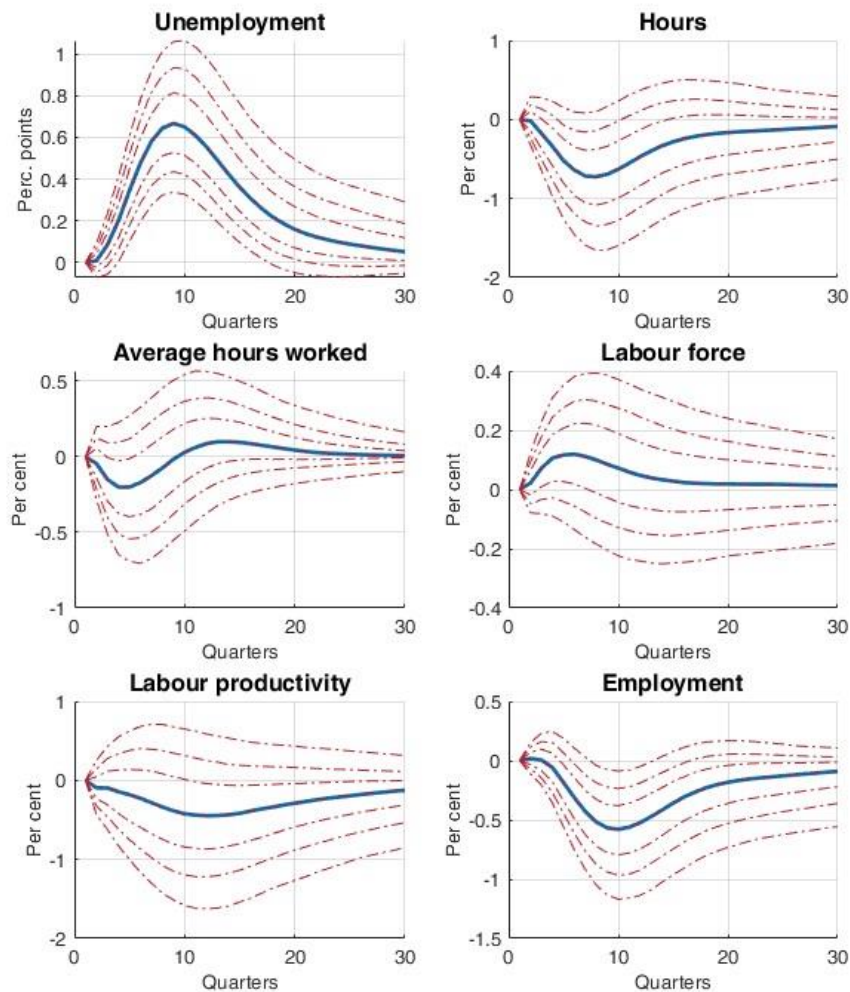 Unemployment
Perc. points
1
0.8
0.6
0.4
0.2
0
0 10 20 30
Quarters
Hours
Per cent
1
0
-1
-2
0 10 20 30
Quarters
Average hours worked
Per cent
0.5
0
-0.5
-1
0 10 20 30
Quarters
Labour force
Per cent
0.4
0.2
0
-0.2
-0.4
0 10 20 30
Quarters
Labour productivity
Per cent
1
0
-1
-2
0 10 20 30
Quarters
Employment
Per cent
0.5
0
-0.5
-1
-1.5
0 10 20 30
Quarters